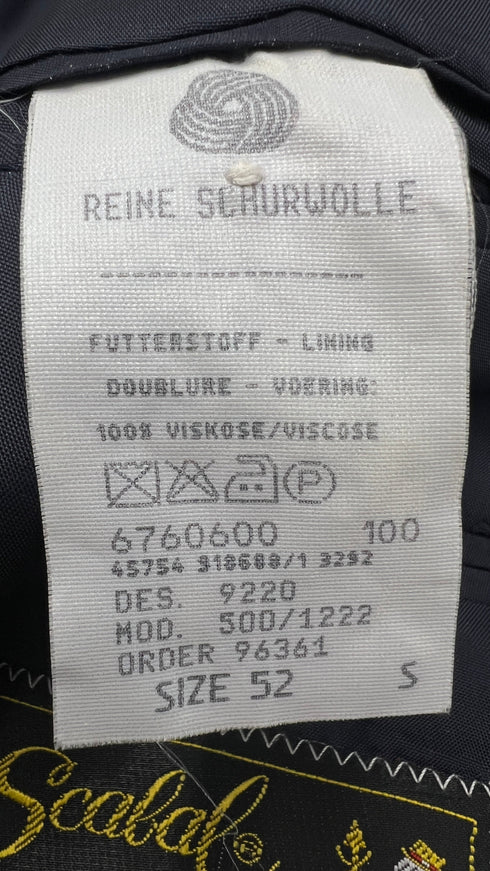 REINE SCHURWOLLE
--------------------
FUTTERSTOFF - LINING
DOUBLURE - VOERING:
100% VISKOSE/VISCOSE
P
6760600 100
45754 318688/1 3292
DES. 9220
MOD. 500/1222
ORDER 96361
SIZE 52 S
Scabal ®